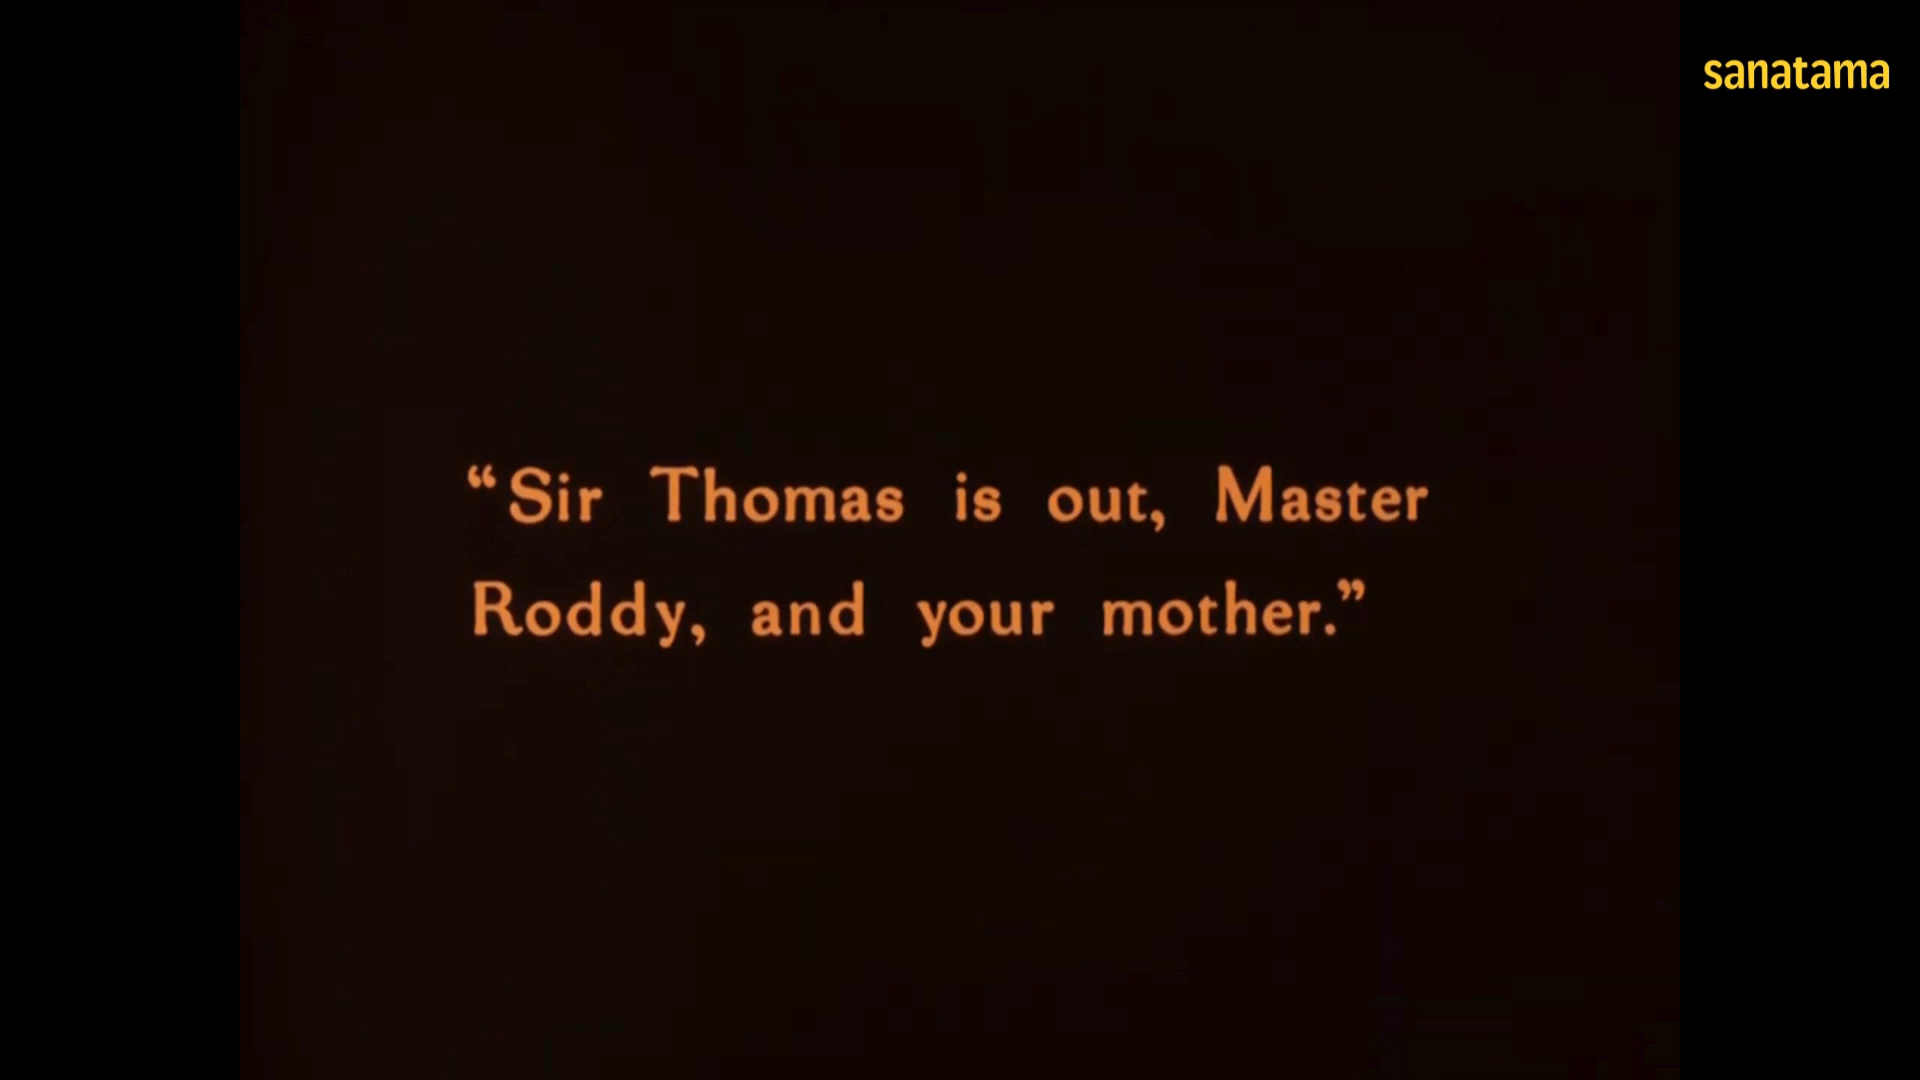 sanatama
“Sir Thomas is out, Master
Roddy, and your mother.”